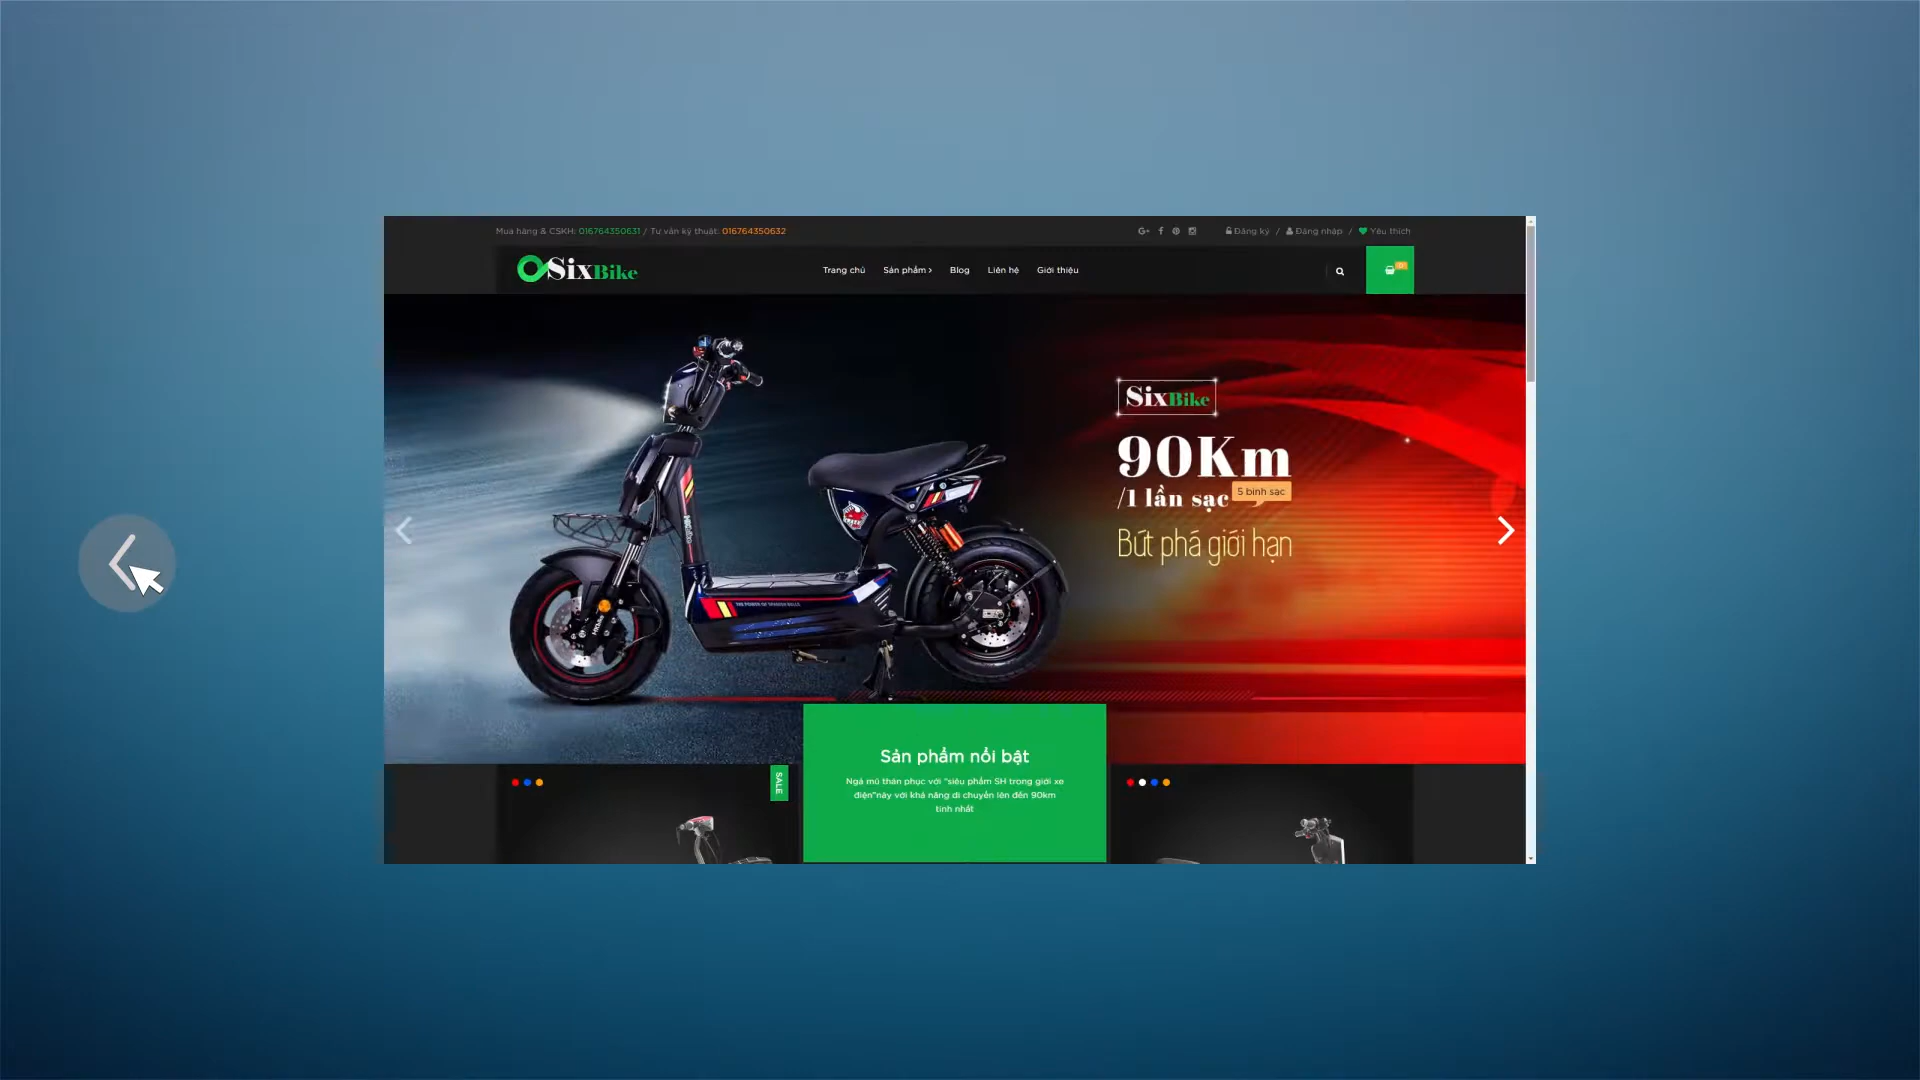 Mua hàng & CSKH: 016764350631 / Tư vấn kỹ thuật: 016764350632
Đăng ký / Đăng nhập / Yêu thích
SixBike
Trang chủ Sản phẩm Blog Liên hệ Giới thiệu
SixBike
90Km
/1 lần sạc
5 bình sạc
Bứt phá giới hạn
SALE
Sản phẩm nổi bật
Ngả mũ thán phục với "siêu phẩm SH trong giới xe
điện"này với khả năng di chuyển lên đến 90km
tính nhất